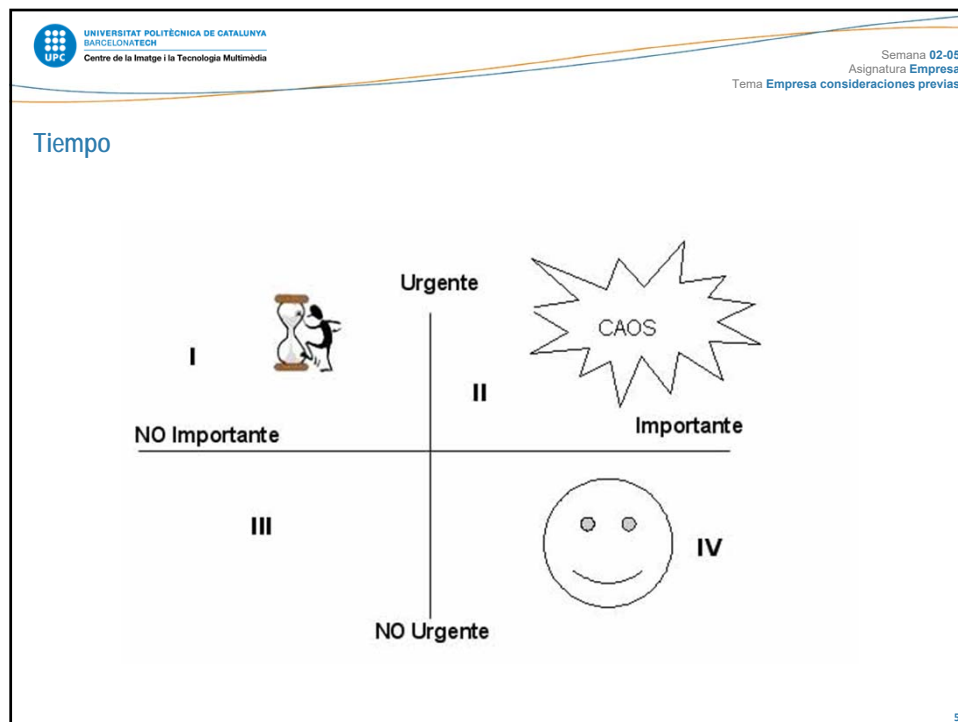 UNIVERSITAT POLITÈCNICA DE CATALUNYA
BARCELONATECH
UPC
Centre de la Imatge i la Tecnologia Multimèdia
Semana 02-05
Asignatura Empresa
Tema Empresa consideraciones previas
Tiempo
Urgente
CAOS
I
II
NO Importante
Importante
III
IV
NO Urgente
5